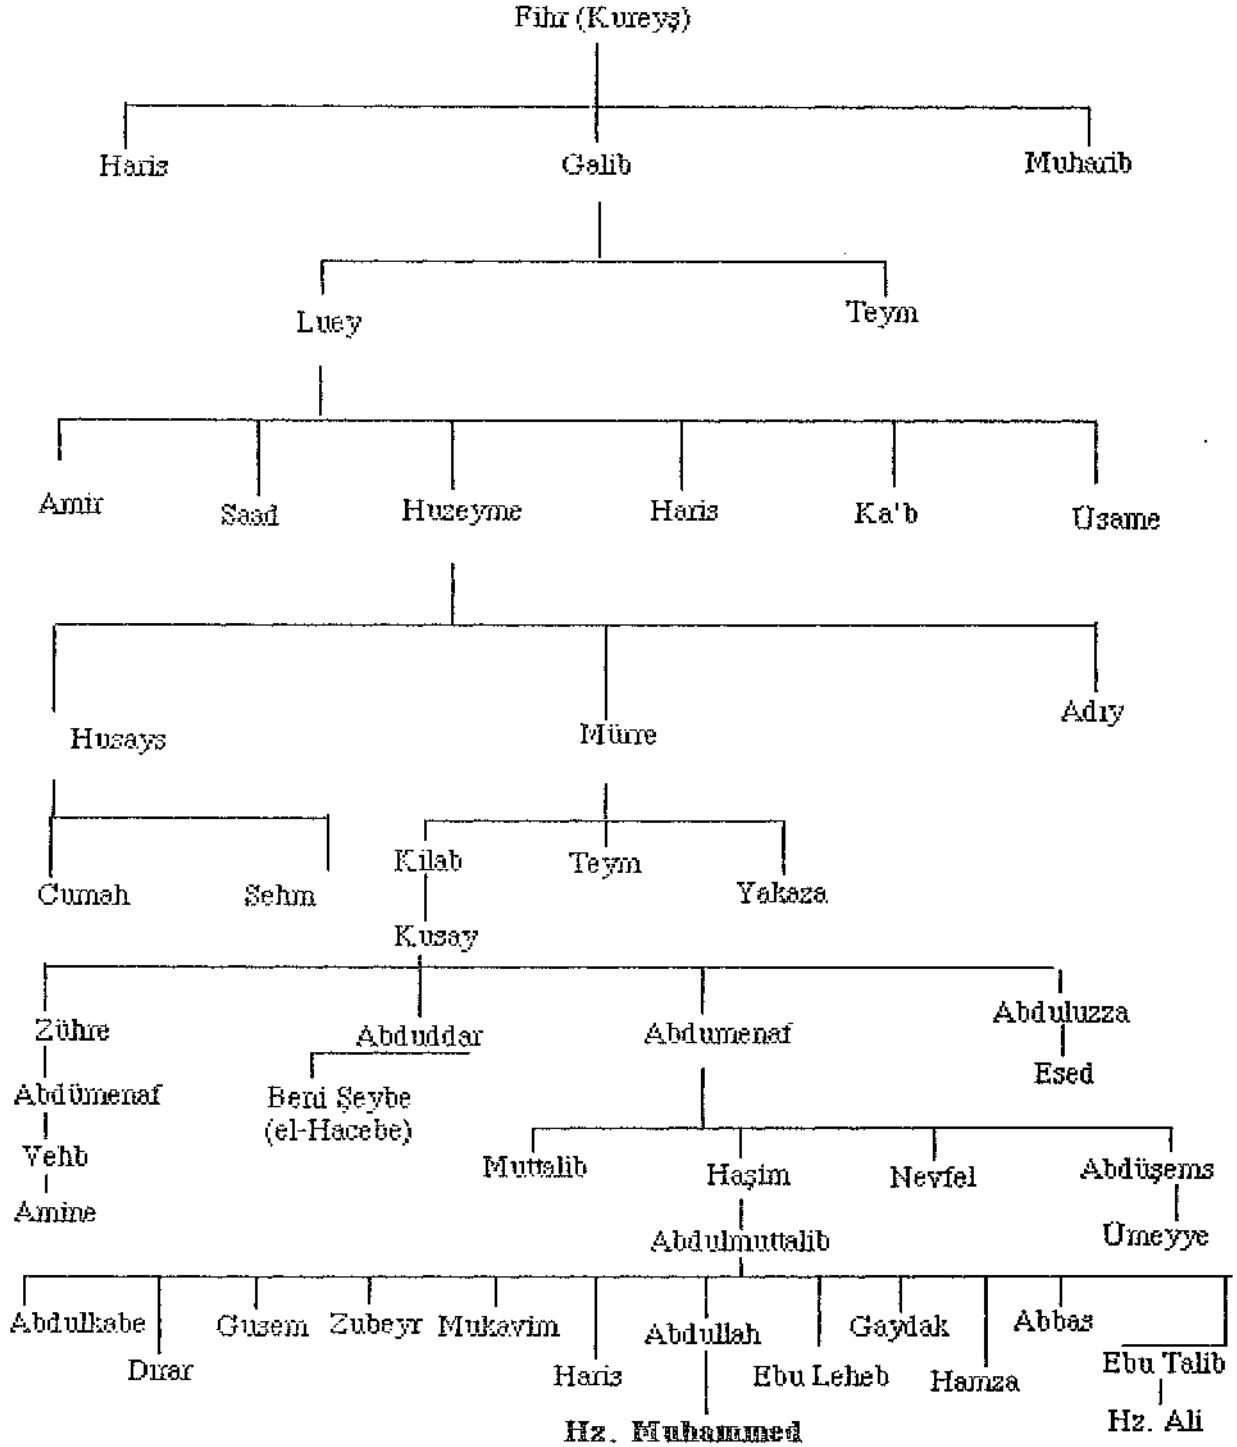 Fihr (Kureyş)
Haris Galib Muharib
Luey Teym
Amir Saad Huzeyme Haris Ka'b Üsame
Husays Mürre Adıy
Cumah Sehm Kilab Teym Yakaza
Kusay
Zühre Abduddar Abdumenaf Abduluzza
Abdümenaf Beni Şeybe Esed
(el-Hacebe)
Vehb Muttalib Haşim Nevfel Abdüşems
Amine Abdulmuttalib Ümeyye
Abdulkabe Gusem Zubeyr Mukavim Abdullah Gaydak Abbas
Dırar Haris Ebu Leheb Hamza Ebu Talib
Hz. Muhammed Hz. Ali